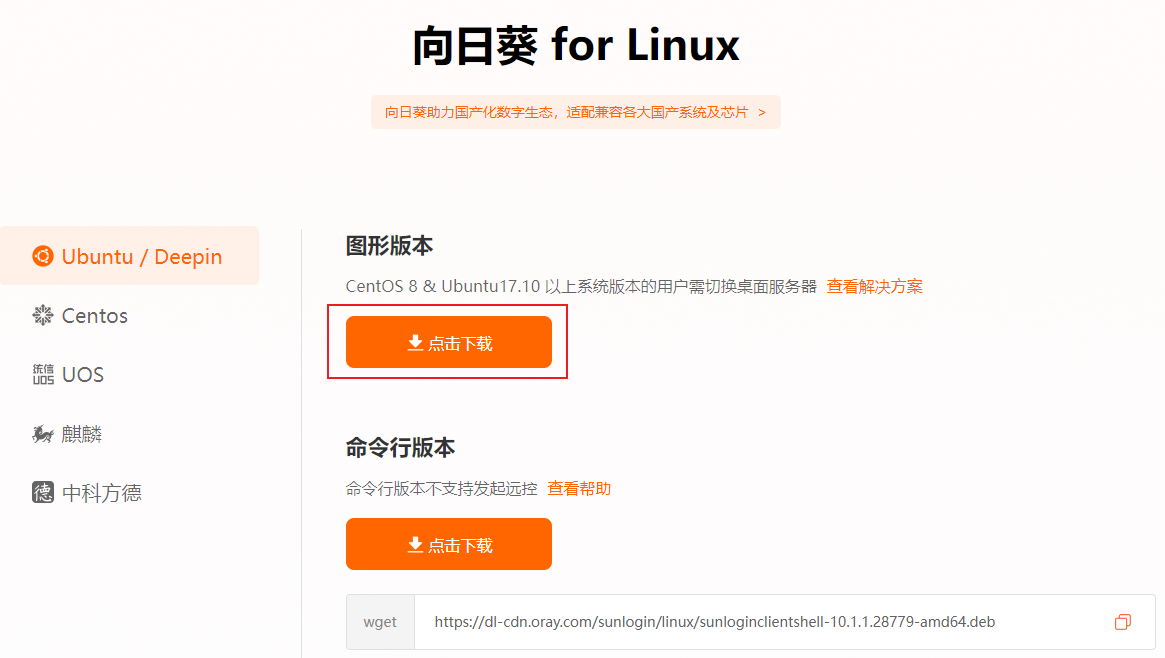 向日葵 for Linux
向日葵助力国产化数字生态，适配兼容各大国产系统及芯片 >
Ubuntu / Deepin
Centos
统信 UOS UOS
麒麟
德 中科方德
图形版本
CentOS 8 & Ubuntu17.10 以上系统版本的用户需切换桌面服务器 查看解决方案
点击下载
命令行版本
命令行版本不支持发起远控 查看帮助
点击下载
wget https://dl-cdn.oray.com/sunlogin/linux/sunloginclientshell-10.1.1.28779-amd64.deb